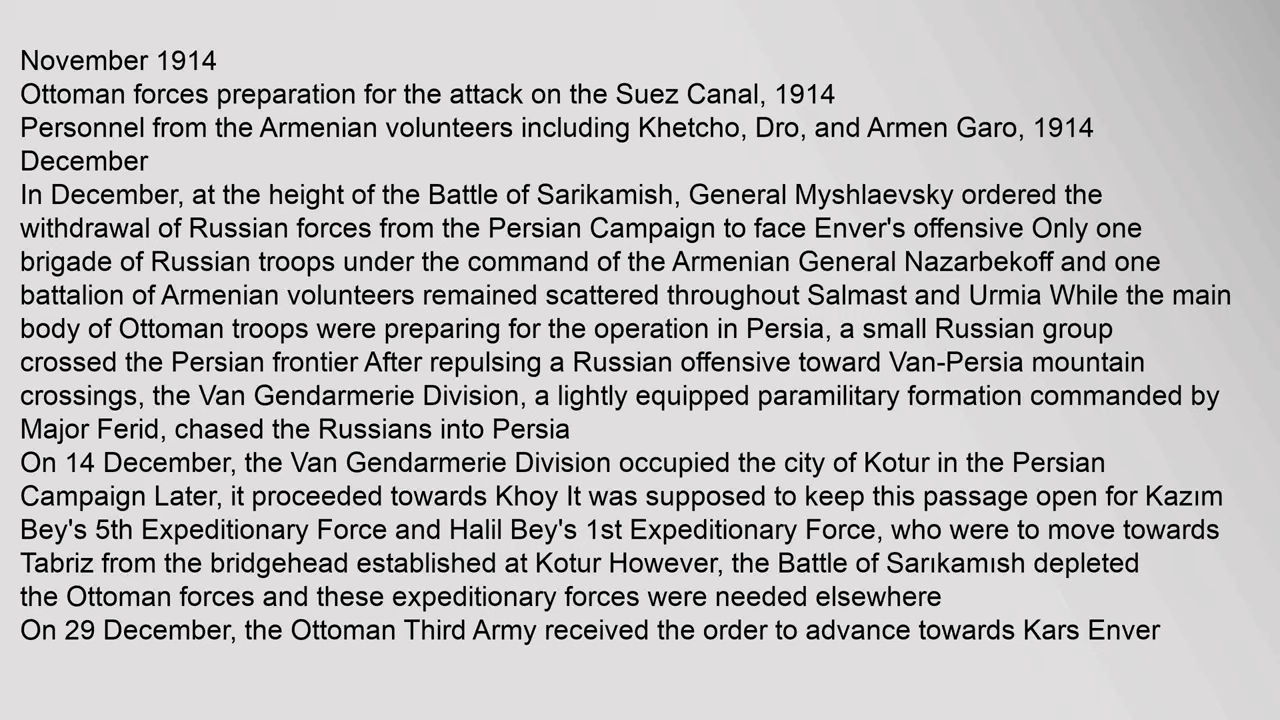 November 1914
Ottoman forces preparation for the attack on the Suez Canal, 1914
Personnel from the Armenian volunteers including Khetcho, Dro, and Armen Garo, 1914
December
In December, at the height of the Battle of Sarikamish, General Myshlaevsky ordered the
withdrawal of Russian forces from the Persian Campaign to face Enver's offensive Only one
brigade of Russian troops under the command of the Armenian General Nazarbekoff and one
battalion of Armenian volunteers remained scattered throughout Salmast and Urmia While the main
body of Ottoman troops were preparing for the operation in Persia, a small Russian group
crossed the Persian frontier After repulsing a Russian offensive toward Van-Persia mountain
crossings, the Van Gendarmerie Division, a lightly equipped paramilitary formation commanded by
Major Ferid, chased the Russians into Persia
On 14 December, the Van Gendarmerie Division occupied the city of Kotur in the Persian
Campaign Later, it proceeded towards Khoy It was supposed to keep this passage open for Kazım
Bey's 5th Expeditionary Force and Halil Bey's 1st Expeditionary Force, who were to move towards
Tabriz from the bridgehead established at Kotur However, the Battle of Sarıkamısh depleted
the Ottoman forces and these expeditionary forces were needed elsewhere
On 29 December, the Ottoman Third Army received the order to advance towards Kars Enver